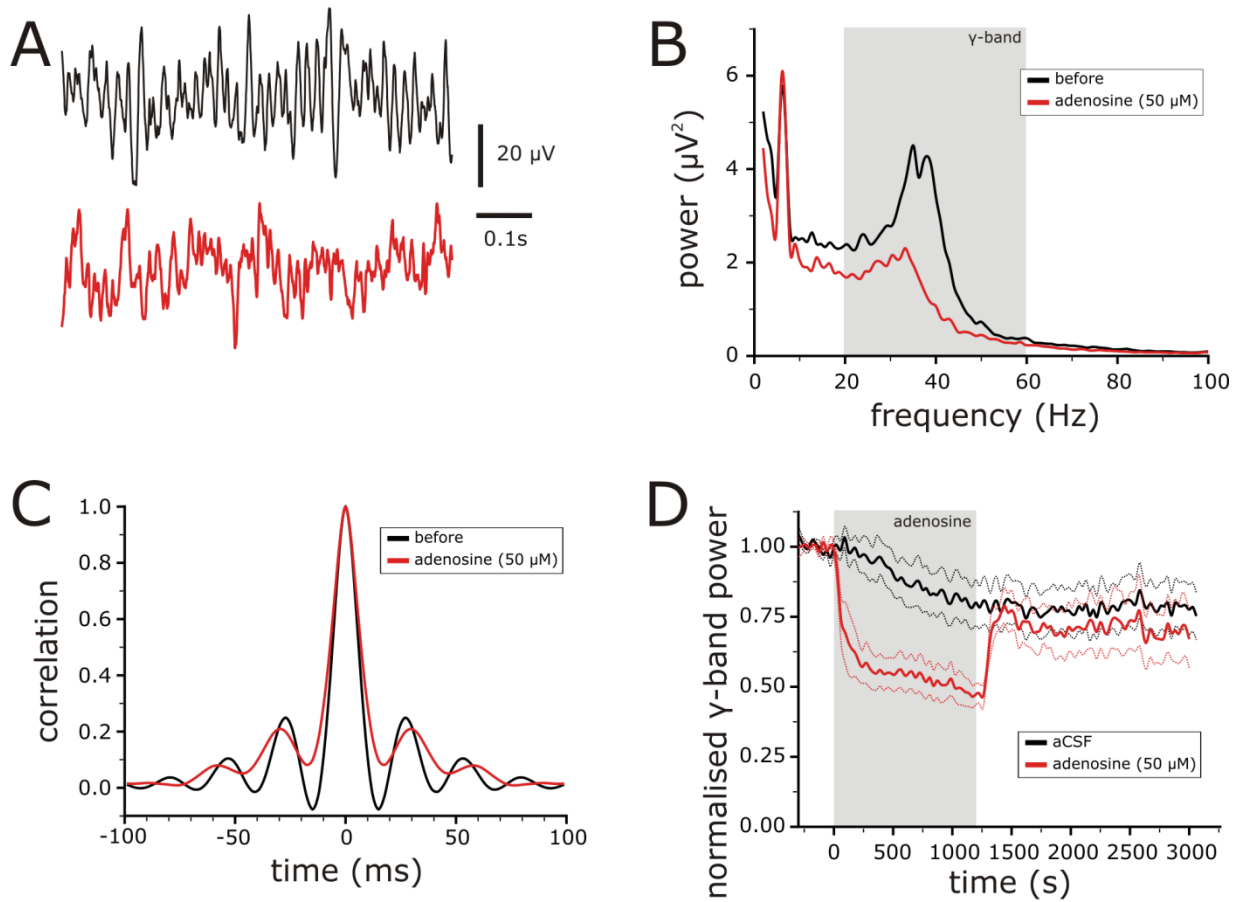 A
20 µV
0.1s
B
γ-band
before
adenosine (50 µM)
power (µV²)
6
4
2
0
0 20 40 60 80 100
frequency (Hz)
C
before
adenosine (50 µM)
correlation
1.0
0.8
0.6
0.4
0.2
0.0
-100 -50 0 50 100
time (ms)
D
adenosine
aCSF
adenosine (50 µM)
normalised γ-band power
1.00
0.75
0.50
0.25
0.00
0 500 1000 1500 2000 2500 3000
time (s)